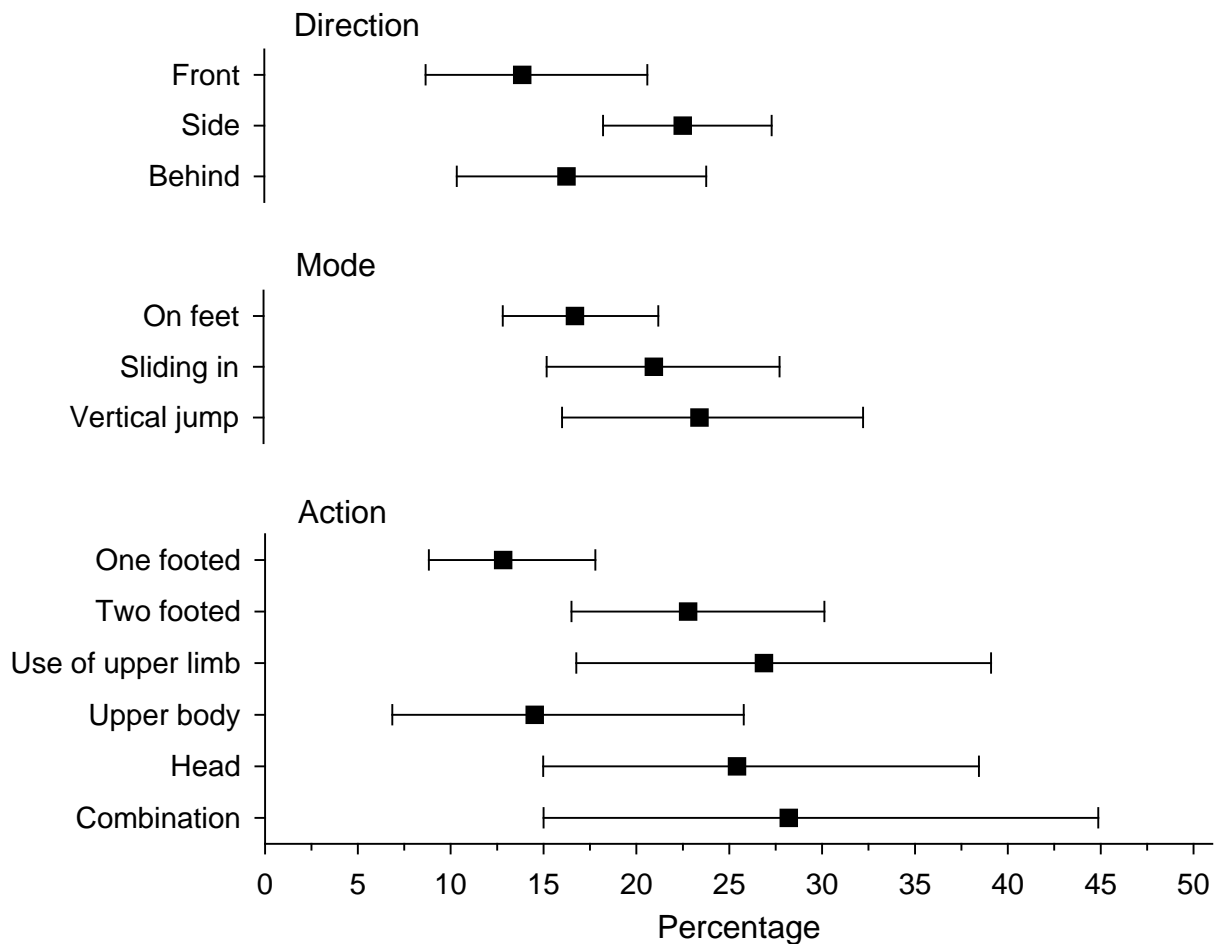 Direction
Front
Side
Behind
Mode
On feet
Sliding in
Vertical jump
Action
One footed
Two footed
Use of upper limb
Upper body
Head
Combination
0 5 10 15 20 25 30 35 40 45 50
Percentage